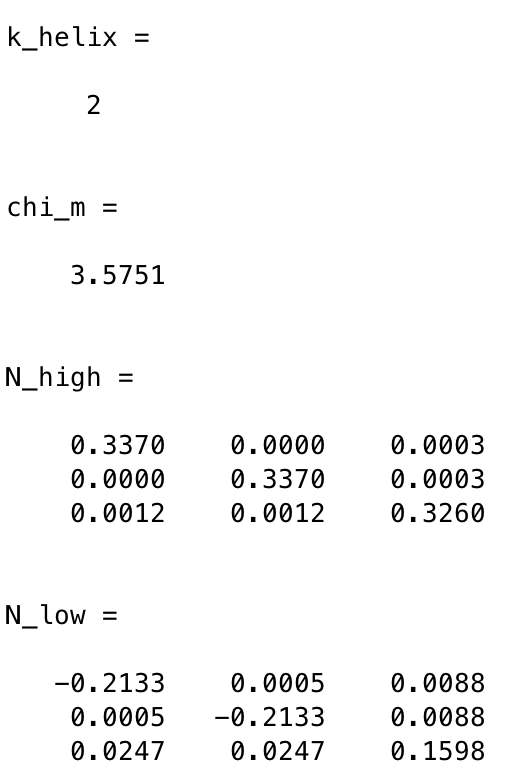 k_helix =
2
chi_m =
3.5751
N_high =
0.3370 0.0000 0.0003
0.0000 0.3370 0.0003
0.0012 0.0012 0.3260
N_low =
−0.2133 0.0005 0.0088
0.0005 −0.2133 0.0088
0.0247 0.0247 0.1598